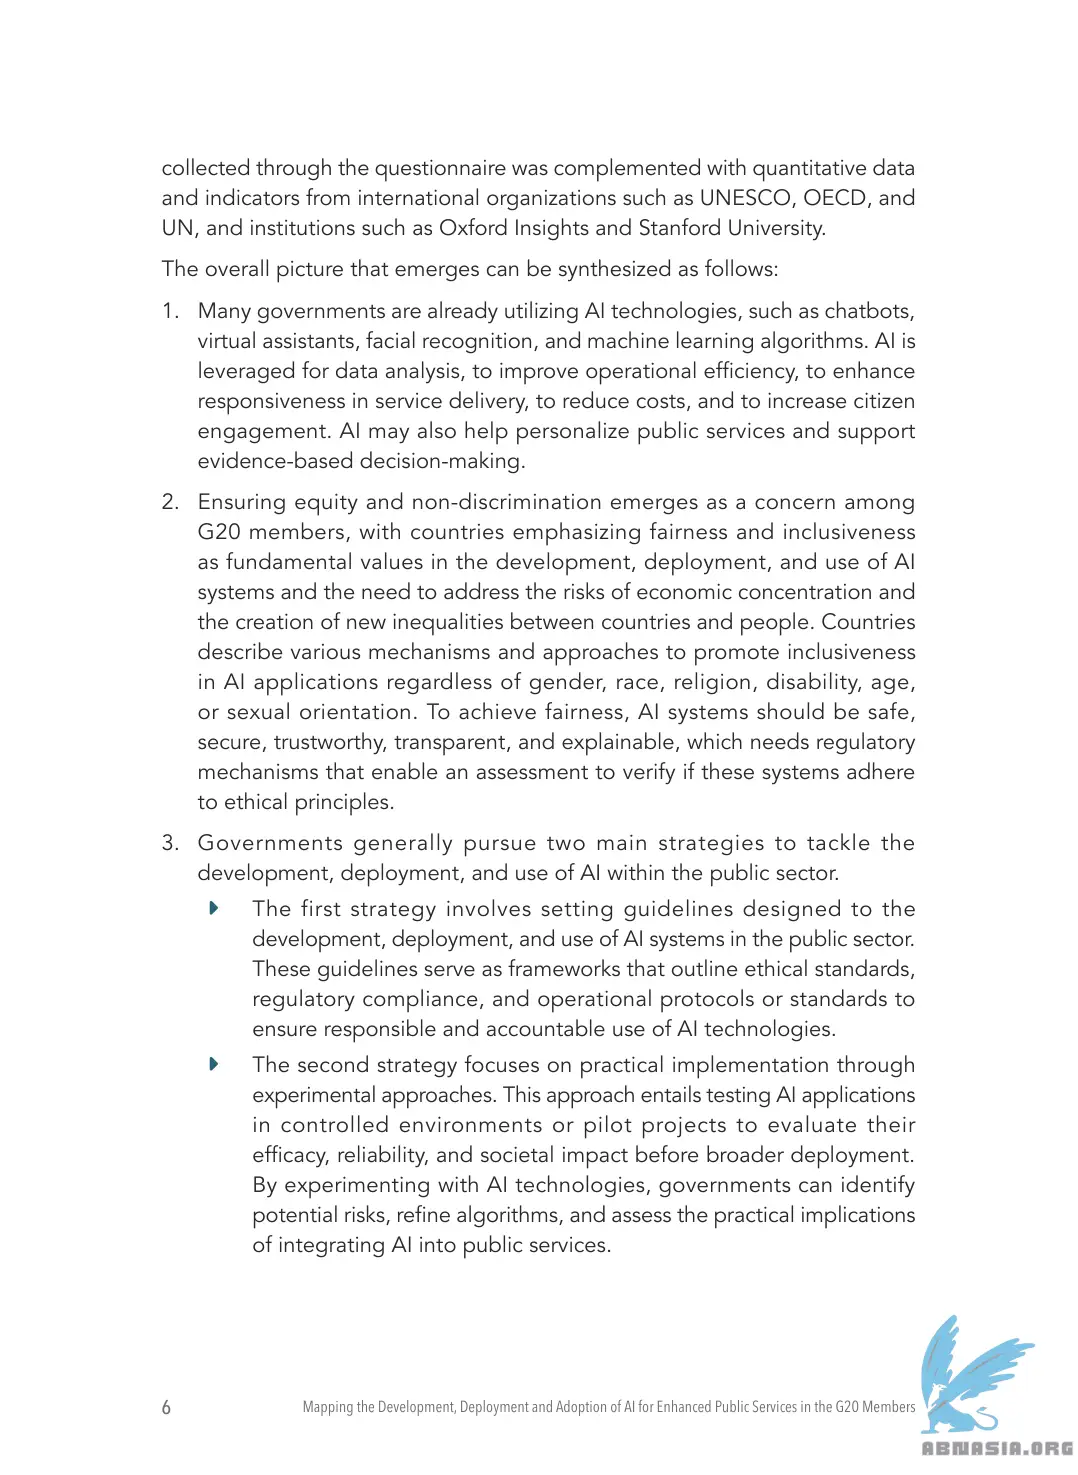 collected through the questionnaire was complemented with quantitative data
and indicators from international organizations such as UNESCO, OECD, and
UN, and institutions such as Oxford Insights and Stanford University.
The overall picture that emerges can be synthesized as follows:
1. Many governments are already utilizing AI technologies, such as chatbots,
virtual assistants, facial recognition, and machine learning algorithms. AI is
leveraged for data analysis, to improve operational efficiency, to enhance
responsiveness in service delivery, to reduce costs, and to increase citizen
engagement. AI may also help personalize public services and support
evidence-based decision-making.
2. Ensuring equity and non-discrimination emerges as a concern among
G20 members, with countries emphasizing fairness and inclusiveness
as fundamental values in the development, deployment, and use of AI
systems and the need to address the risks of economic concentration and
the creation of new inequalities between countries and people. Countries
describe various mechanisms and approaches to promote inclusiveness
in AI applications regardless of gender, race, religion, disability, age,
or sexual orientation. To achieve fairness, AI systems should be safe,
secure, trustworthy, transparent, and explainable, which needs regulatory
mechanisms that enable an assessment to verify if these systems adhere
to ethical principles.
3. Governments generally pursue two main strategies to tackle the
development, deployment, and use of AI within the public sector.
The first strategy involves setting guidelines designed to the
development, deployment, and use of AI systems in the public sector.
These guidelines serve as frameworks that outline ethical standards,
regulatory compliance, and operational protocols or standards to
ensure responsible and accountable use of AI technologies.
The second strategy focuses on practical implementation through
experimental approaches. This approach entails testing AI applications
in controlled environments or pilot projects to evaluate their
efficacy, reliability, and societal impact before broader deployment.
By experimenting with AI technologies, governments can identify
potential risks, refine algorithms, and assess the practical implications
of integrating AI into public services.
6 Mapping the Development, Deployment and Adoption of AI for Enhanced Public Services in the G20 Members
ABNASIA.ORG